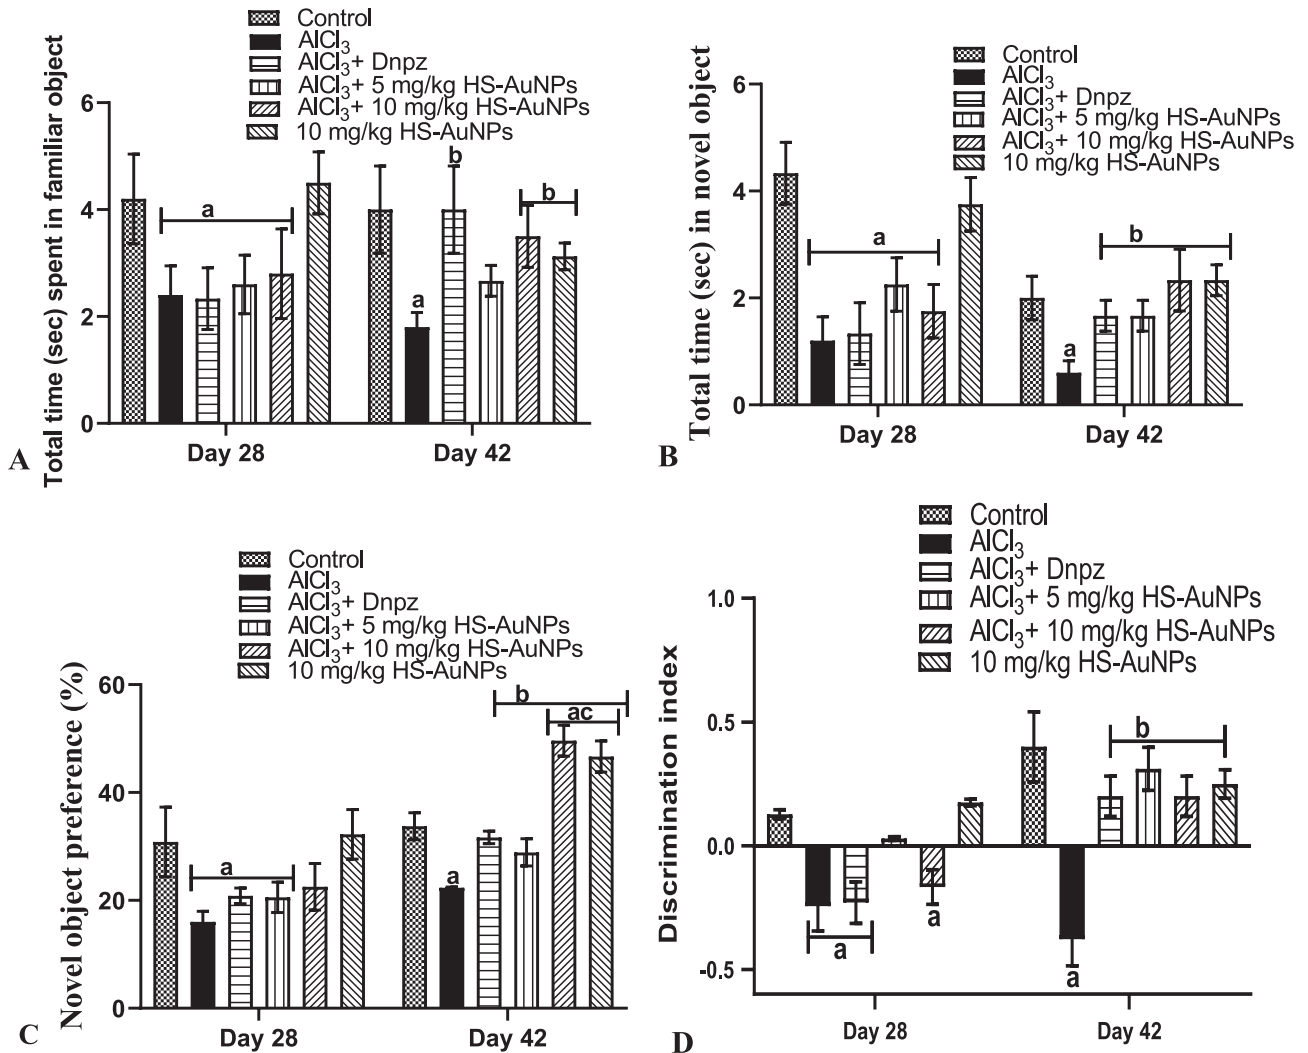 Control
AlCl3
AlCl3+ Dnpz
AlCl3+ 5 mg/kg HS-AuNPs
AlCl3+ 10 mg/kg HS-AuNPs
10 mg/kg HS-AuNPs
Total time (sec) spent in familiar object
6
4
2
0
a
a
b
b
Day 28
Day 42
A
Control
AlCl3
AlCl3+ Dnpz
AlCl3+ 5 mg/kg HS-AuNPs
AlCl3+ 10 mg/kg HS-AuNPs
10 mg/kg HS-AuNPs
Total time (sec) in novel object
6
4
2
0
a
a
b
Day 28
Day 42
B
Control
AlCl3
AlCl3+ Dnpz
AlCl3+ 5 mg/kg HS-AuNPs
AlCl3+ 10 mg/kg HS-AuNPs
10 mg/kg HS-AuNPs
Novel object preference (%)
60
40
20
0
a
a
b
ac
Day 28
Day 42
C
Control
AlCl3
AlCl3+ Dnpz
AlCl3+ 5 mg/kg HS-AuNPs
AlCl3+ 10 mg/kg HS-AuNPs
10 mg/kg HS-AuNPs
Discrimination index
1.0
0.5
0.0
-0.5
a
a
a
b
Day 28
Day 42
D